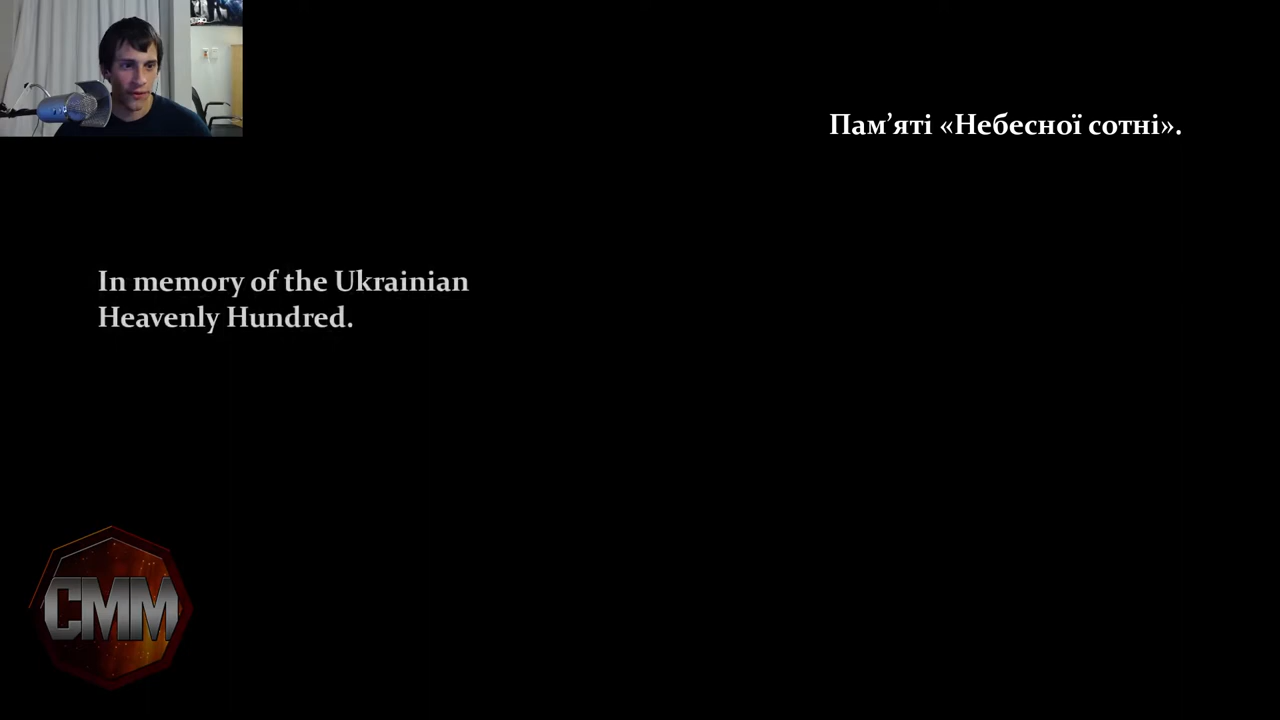 Пам’яті «Небесної сотні».
In memory of the Ukrainian
Heavenly Hundred.
CMM